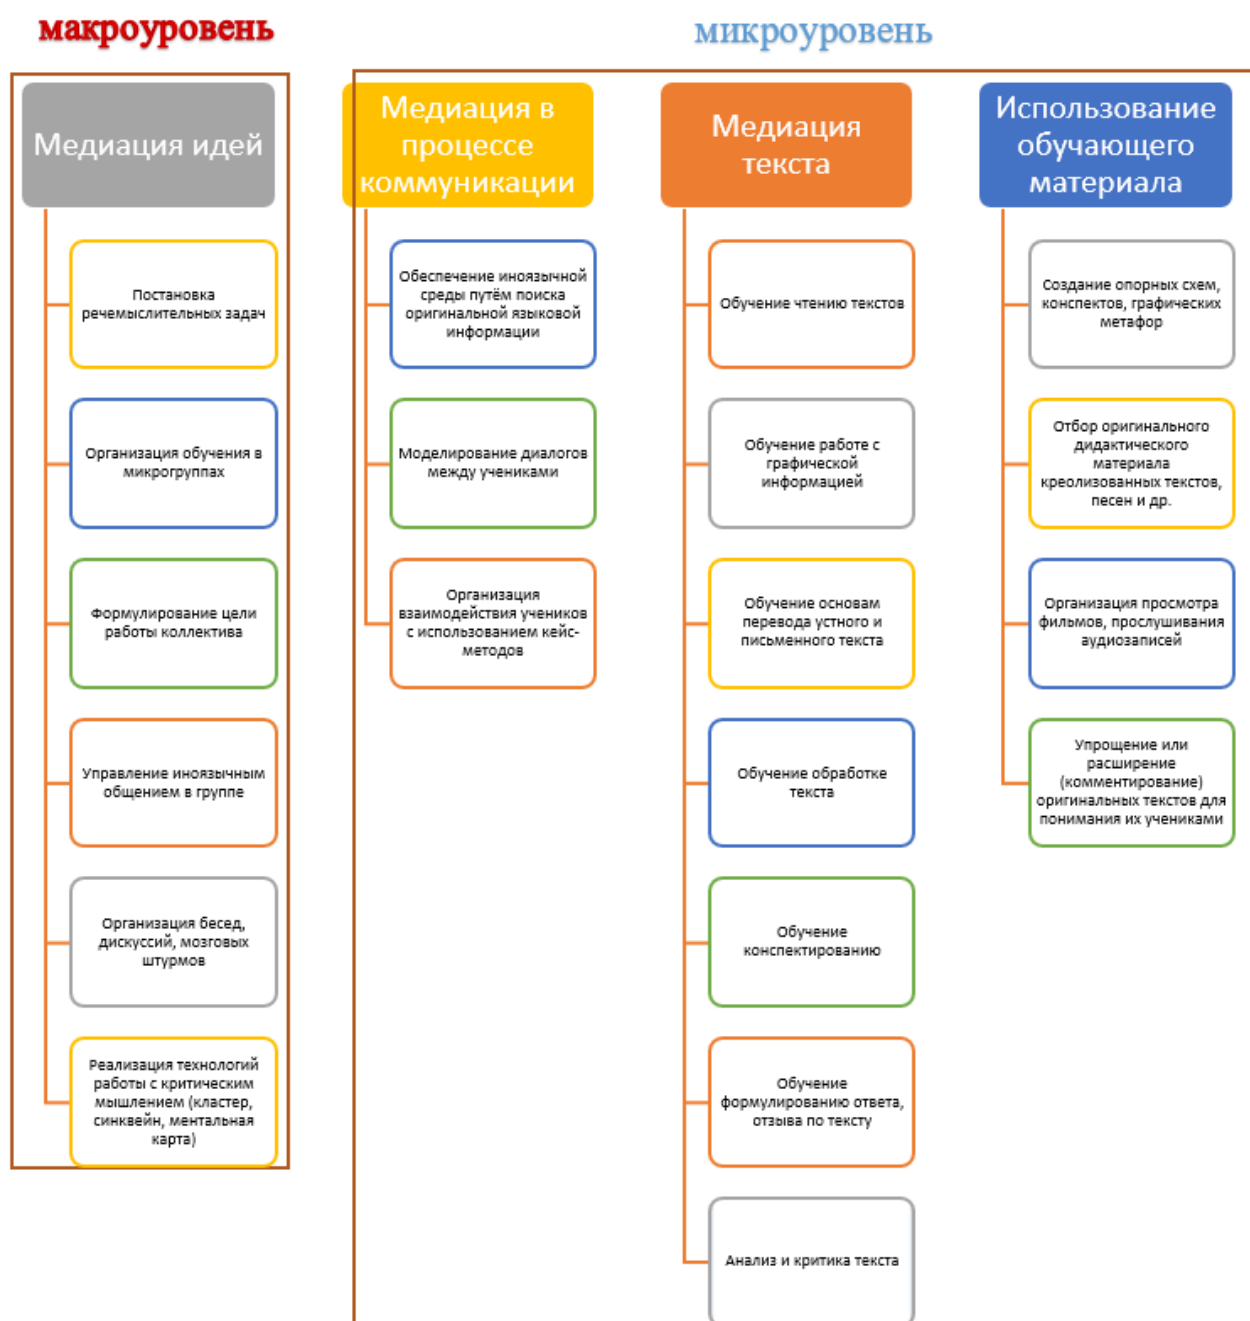 макроуровень
микроуровень
Медиация идей
Постановка
речемыслительных задач
Организация обучения в
микрогруппах
Формулирование цели
работы коллектива
Управление иноязычным
общением в группе
Организация бесед,
дискуссий, мозговых
штурмов
Реализация технологий
работы с критическим
мышлением (кластер,
синквейн, ментальная
карта)
Медиация в
процессе
коммуникации
Обеспечение иноязычной
среды путём поиска
оригинальной языковой
информации
Моделирование диалогов
между учениками
Организация
взаимодействия учеников
с использованием кейс-
методов
Медиация
текста
Обучение чтению текстов
Обучение работе с
графической
информацией
Обучение основам
перевода устного и
письменного текста
Обучение обработке
текста
Обучение
конспектированию
Обучение
формулированию ответа,
отзыва по тексту
Анализ и критика текста
Использование
обучающего
материала
Создание опорных схем,
конспектов, графических
метафор
Отбор оригинального
дидактического
материала
креолизованных текстов,
песен и др.
Организация просмотра
фильмов, прослушивания
аудиозаписей
Упрощение или
расширение
(комментирование)
оригинальных текстов для
понимания их учениками